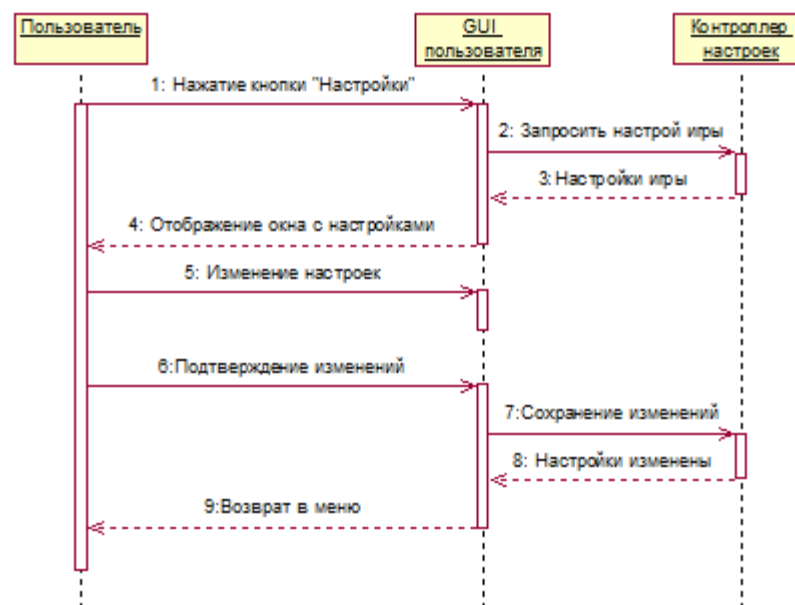 Пользователь
GUI
пользователя
Контроллер
настроек
1: Нажатие кнопки "Настройки"
2: Запросить настрой игры
3:Настройки игры
4: Отображение окна с настройками
5: Изменение настроек
6:Подтверждение изменений
7:Сохранение изменений
8: Настройки изменены
9:Возврат в меню